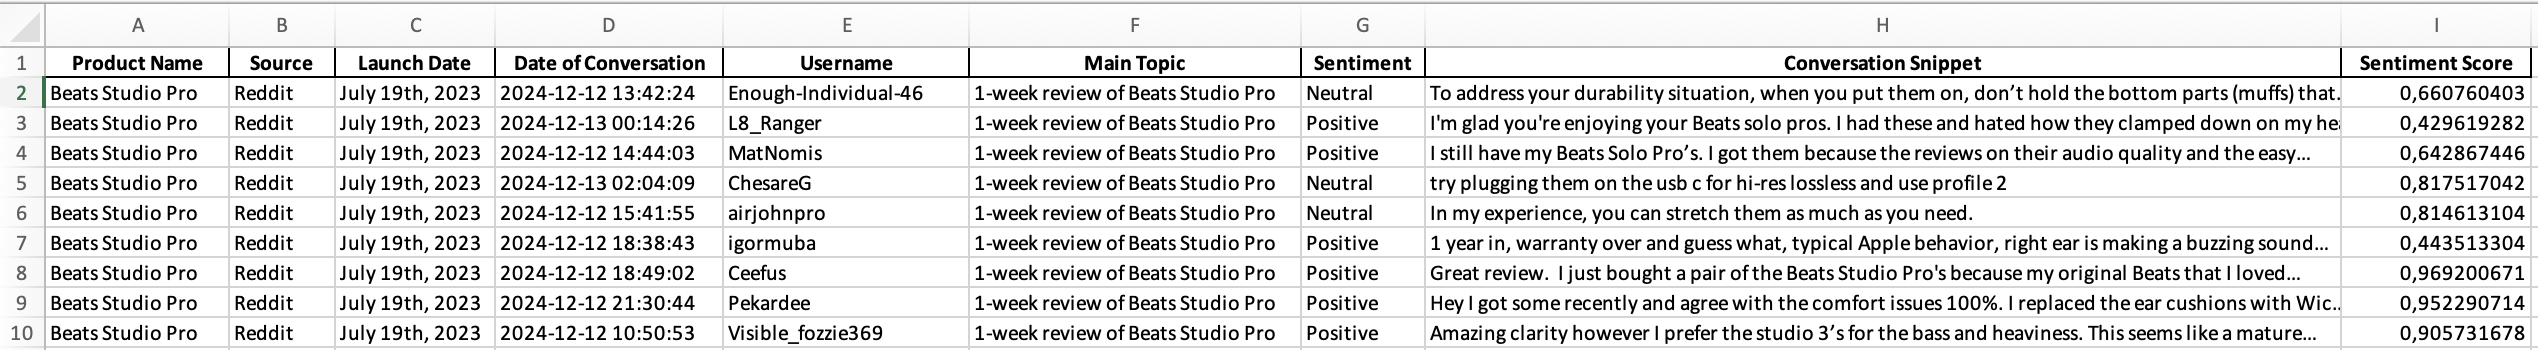 A B C D E F G H I
1 Product Name Source Launch Date Date of Conversation Username Main Topic Sentiment Conversation Snippet Sentiment Score
2 Beats Studio Pro Reddit July 19th, 2023 2024-12-12 13:42:24 Enough-Individual-46 1-week review of Beats Studio Pro Neutral To address your durability situation, when you put them on, don’t hold the bottom parts (muffs) that. 0,660760403
3 Beats Studio Pro Reddit July 19th, 2023 2024-12-13 00:14:26 L8_Ranger 1-week review of Beats Studio Pro Positive I'm glad you're enjoying your Beats solo pros. I had these and hated how they clamped down on my 0,429619282
4 Beats Studio Pro Reddit July 19th, 2023 2024-12-12 14:44:03 MatNomis 1-week review of Beats Studio Pro Positive I still have my Beats Solo Pro’s. I got them because the reviews on their audio quality and the easy... 0,642867446
5 Beats Studio Pro Reddit July 19th, 2023 2024-12-13 02:04:09 ChesareG 1-week review of Beats Studio Pro Neutral try plugging them on the usb c for hi-res lossless and use profile 2 0,817517042
6 Beats Studio Pro Reddit July 19th, 2023 2024-12-12 15:41:55 airjohnpro 1-week review of Beats Studio Pro Neutral In my experience, you can stretch them as much as you need. 0,814613104
7 Beats Studio Pro Reddit July 19th, 2023 2024-12-12 18:38:43 igormuba 1-week review of Beats Studio Pro Positive 1 year in, warranty over and guess what, typical Apple behavior, right ear is making a buzzing sound... 0,443513304
8 Beats Studio Pro Reddit July 19th, 2023 2024-12-12 18:49:02 Ceefus 1-week review of Beats Studio Pro Positive Great review.  I just bought a pair of the Beats Studio Pro's because my original Beats that I loved... 0,969200671
9 Beats Studio Pro Reddit July 19th, 2023 2024-12-12 21:30:44 Pekardee 1-week review of Beats Studio Pro Positive Hey I got some recently and agree with the comfort issues 100%. I replaced the ear cushions with Wic.. 0,952290714
10 Beats Studio Pro Reddit July 19th, 2023 2024-12-12 10:50:53 Visible_fozzie369 1-week review of Beats Studio Pro Positive Amazing clarity however I prefer the studio 3’s for the bass and heaviness. This seems like a mature... 0,905731678